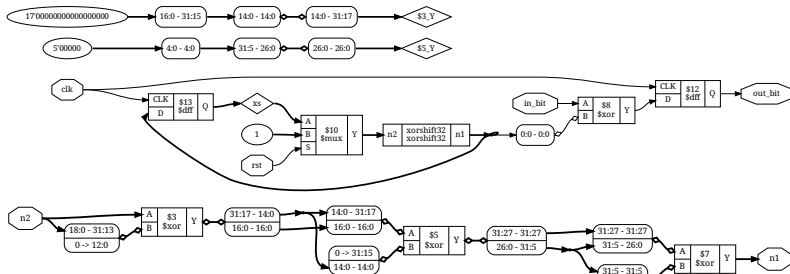 17'00000000000000000 16:0 - 31:15 14:0 - 14:0 14:0 - 31:17 $3_Y
5'00000 4:0 - 4:0 31:5 - 26:0 26:0 - 26:0 $5_Y
clk CLK D $13 $dff Q xs
1
rst
A B S $10 $mux Y
n2 xorshift32 xorshift32 n1
0:0 - 0:0
in_bit A B $8 $xor Y
CLK D $12 $dff Q out_bit
n2
18:0 - 31:13
0 -> 12:0
A B $3 $xor Y
31:17 - 14:0
16:0 - 16:0
14:0 - 31:17
16:0 - 16:0
0 -> 31:15
14:0 - 14:0
A B $5 $xor Y
31:27 - 31:27
26:0 - 31:5
31:27 - 31:27
31:5 - 26:0
31:5 - 31:5
A B $7 $xor Y n1